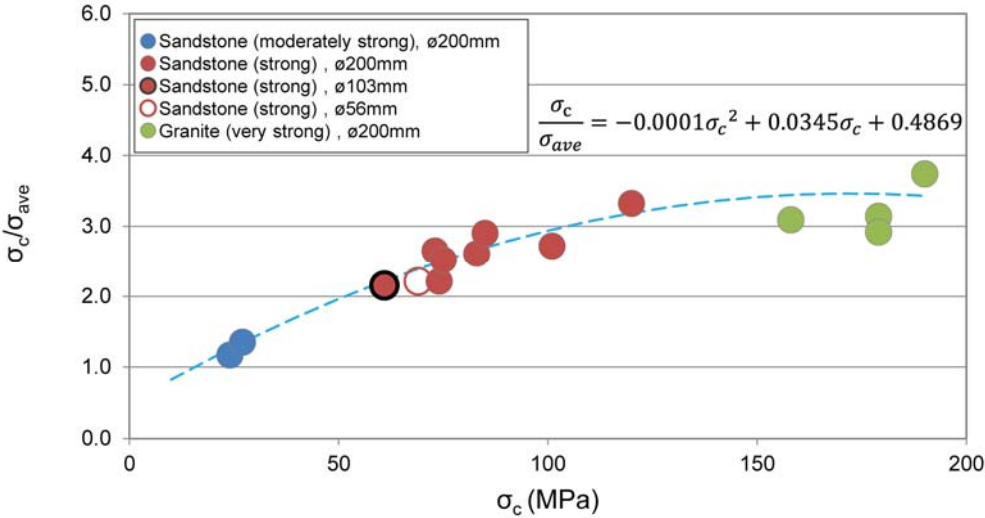 6.0
5.0
4.0
3.0
2.0
1.0
0.0
σc/σave
Sandstone (moderately strong), ø200mm
Sandstone (strong) , ø200mm
Sandstone (strong) , ø103mm
Sandstone (strong) , ø56mm
Granite (very strong) , ø200mm
σc/σave = −0.0001σc² + 0.0345σc + 0.4869
0 50 100 150 200
σc (MPa)